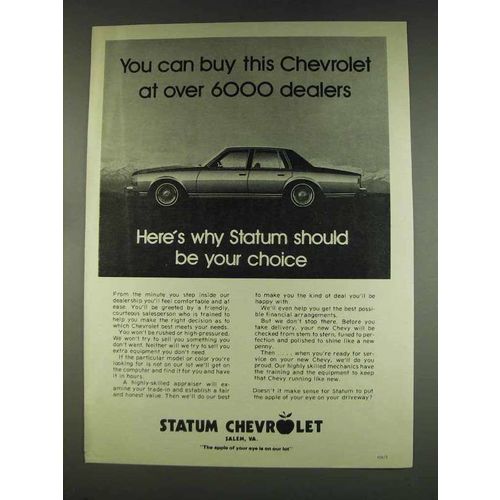 You can buy this Chevrolet
at over 6000 dealers
Here's why Statum should
be your choice
From the minute you step inside our
dealership you'll feel comfortable and at
ease. You'll be greeted by a friendly,
courteous salesperson who is trained to
help you make the right decision as to
which Chevrolet best meets your needs.
You won't be rushed or high-pressured.
We won't try to sell you something you
don't want. Neither will we try to sell you
extra equipment you don't need.
If the particular model or color you're
looking for is not on our lot we'll get on
the computer and find it for you and have
it in hours.
A highly-skilled appraiser will ex-
amine your trade-in and establish a fair
and honest value. Then we'll do our best
to make you the kind of deal you'll be
happy with.
We'll even help you get the best possi-
ble financial arrangements.
But we don't stop there. Before you
take delivery, your new Chevy will be
checked from stem to stern, tuned to per-
fection and polished to shine like a new
penny.
Then ..... when you're ready for ser-
vice on your new Chevy, we'll do you
proud. Our highly skilled mechanics have
the training and the equipment to keep
that Chevy running like new.
Doesn't it make sense for Statum to put
the apple of your eye on your driveway?
STATUM CHEVROLET
SALEM, VA.
"The apple of your eye is on our lot"